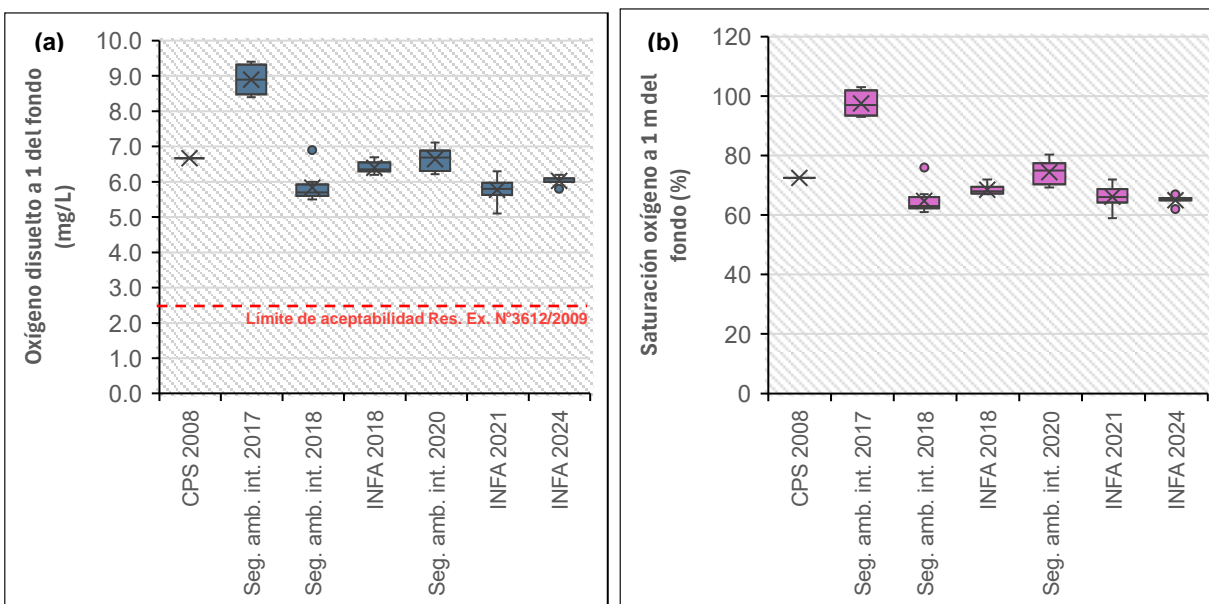 (a)
Oxígeno disuelto a 1 del fondo
(mg/L)
10.0
9.0
8.0
7.0
6.0
5.0
4.0
3.0
2.0
1.0
0.0
Límite de aceptabilidad Res. Ex. N°3612/2009
CPS 2008
Seg. amb. int. 2017
Seg. amb. int. 2018
INFA 2018
Seg. amb. int. 2020
INFA 2021
INFA 2024
(b)
Saturación oxígeno a 1 m del
fondo (%)
120
100
80
60
40
20
0
CPS 2008
Seg. amb. int. 2017
Seg. amb. int. 2018
INFA 2018
Seg. amb. int. 2020
INFA 2021
INFA 2024